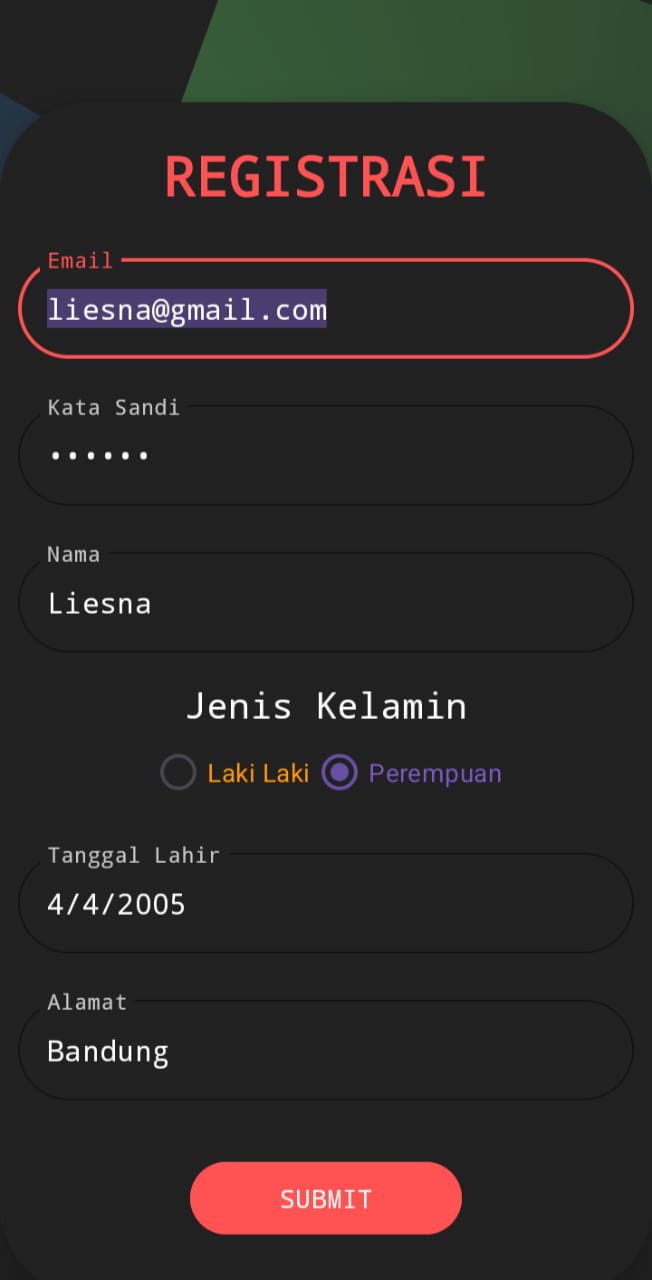 REGISTRASI
Email
liesna@gmail.com
Kata Sandi
••••••
Nama
Liesna
Jenis Kelamin
Laki Laki Perempuan
Tanggal Lahir
4/4/2005
Alamat
Bandung
SUBMIT